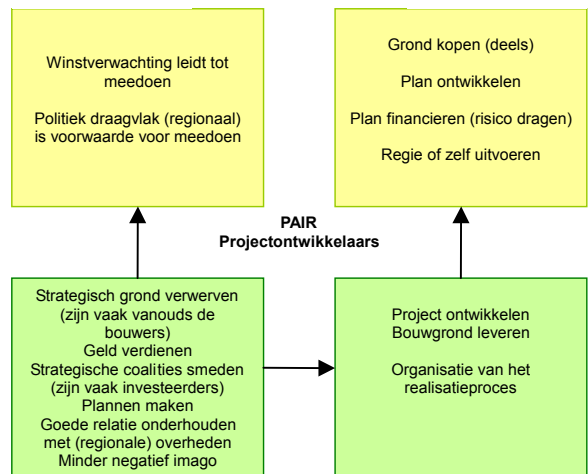 Winstverwachting leidt tot
meedoen
Politiek draagvlak (regionaal)
is voorwaarde voor meedoen
Grond kopen (deels)
Plan ontwikkelen
Plan financieren (risico dragen)
Regie of zelf uitvoeren
PAIR
Projectontwikkelaars
Strategisch grond verwerven
(zijn vaak vanouds de
bouwers)
Geld verdienen
Strategische coalities smeden
(zijn vaak investeerders)
Plannen maken
Goede relatie onderhouden
met (regionale) overheden
Minder negatief imago
Project ontwikkelen
Bouwgrond leveren
Organisatie van het
realisatieproces